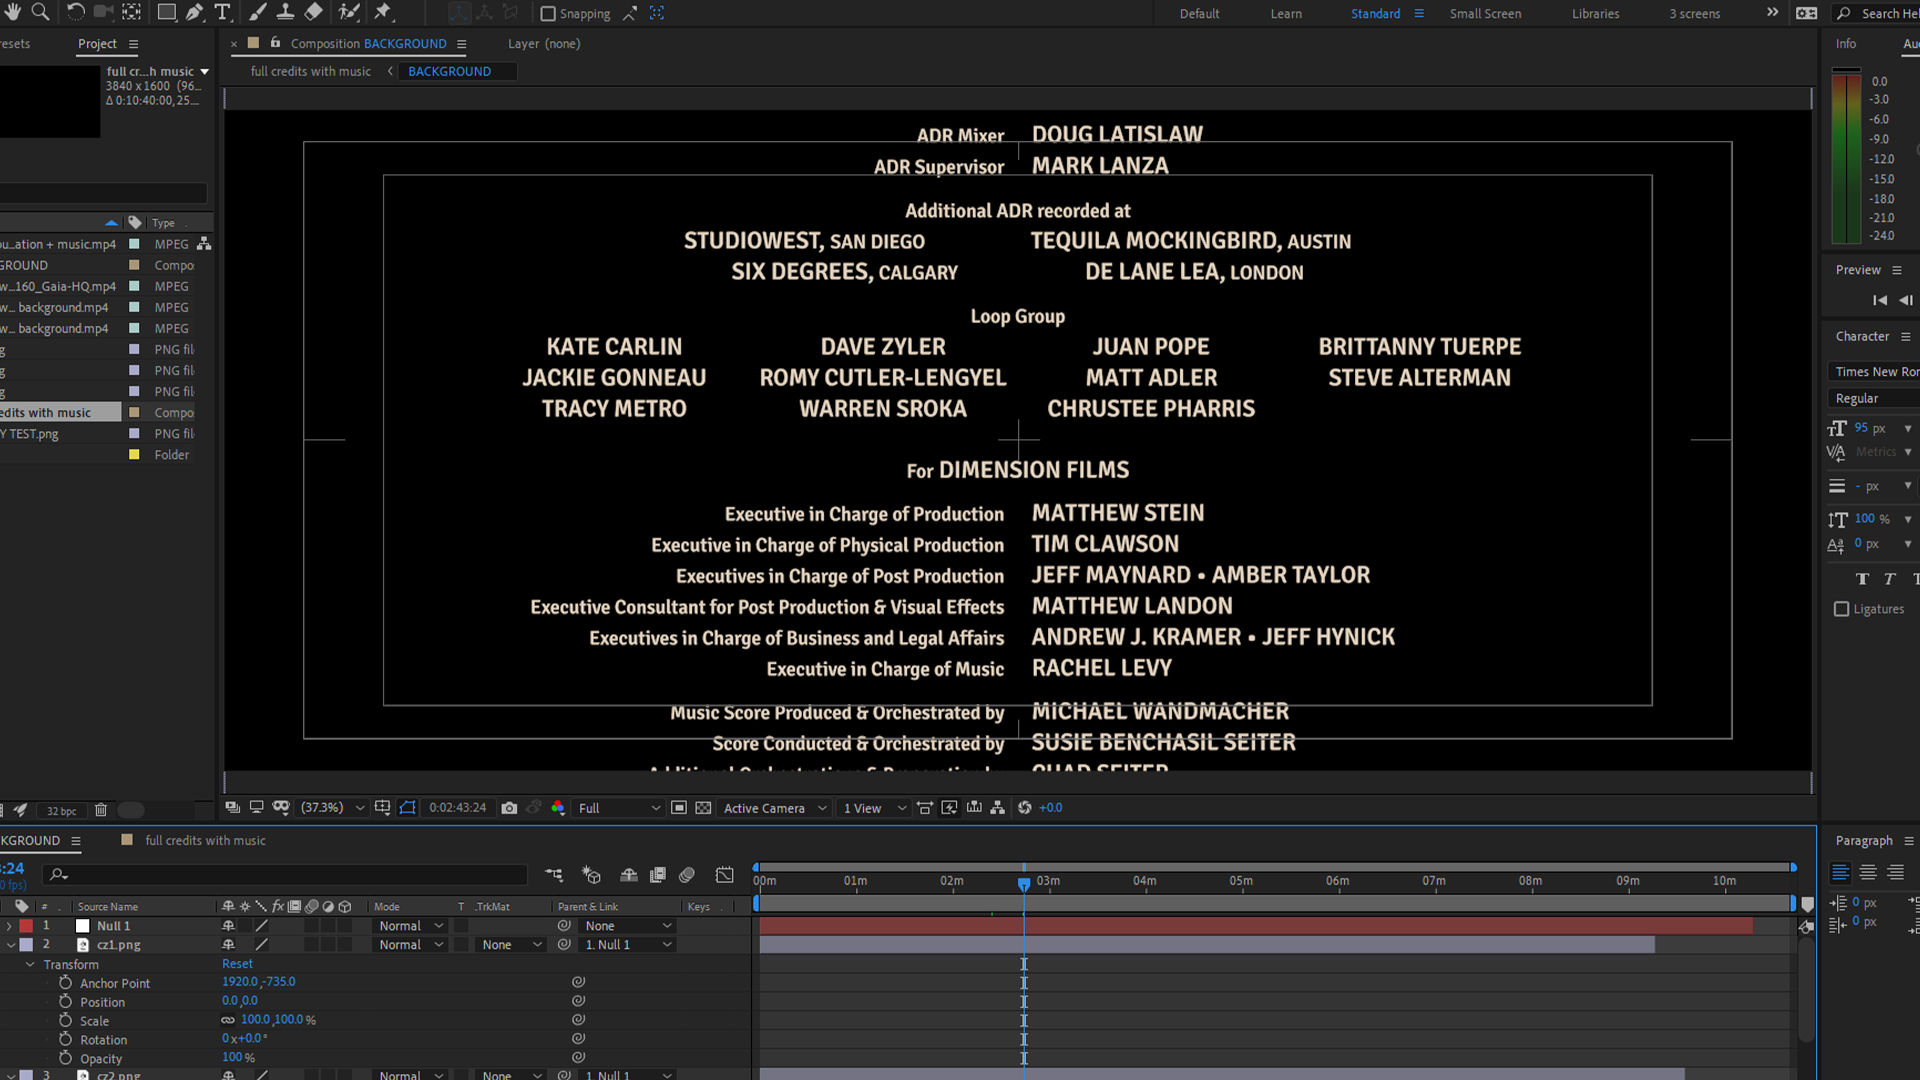 Snapping
Default Learn Standard Small Screen Libraries 3 screens Search Hel
esets Project
Composition BACKGROUND Layer (none)
Info Au
full credits with music BACKGROUND
full cr...h music
3840 x 1600 (96...
Δ 0:10:40:00, 25....
0.0
-3.0
-6.0
-9.0
-12.0
-15.0
-18.0
-21.0
-24.0
Type
ou...ation + music.mp4 MPEG
GROUND Compo
w..160_Gaia-HQ.mp4 MPEG
w... background.mp4 MPEG
w... background.mp4 MPEG
g PNG fil
g PNG fil
g PNG fil
edits with music Compo
Y TEST.png PNG fil
Folder
32 bpc
ADR Mixer DOUG LATISLAW
ADR Supervisor MARK LANZA
Additional ADR recorded at
STUDIOWEST, SAN DIEGO TEQUILA MOCKINGBIRD, AUSTIN
SIX DEGREES, CALGARY DE LANE LEA, LONDON
Loop Group
KATE CARLIN DAVE ZYLER JUAN POPE BRITTANNY TUERPE
JACKIE GONNEAU ROMY CUTLER-LENGYEL MATT ADLER STEVE ALTERMAN
TRACY METRO WARREN SROKA CHRUSTEE PHARRIS
For DIMENSION FILMS
Executive in Charge of Production MATTHEW STEIN
Executive in Charge of Physical Production TIM CLAWSON
Executives in Charge of Post Production JEFF MAYNARD • AMBER TAYLOR
Executive Consultant for Post Production & Visual Effects MATTHEW LANDON
Executives in Charge of Business and Legal Affairs ANDREW J. KRAMER • JEFF HYNICK
Executive in Charge of Music RACHEL LEVY
Music Score Produced & Orchestrated by MICHAEL WANDMACHER
Score Conducted & Orchestrated by SUSIE BENCHASIL SEITER
CHAD SEITER
Preview
Character
Times New Ror
Regular
95 px
Metrics
- px
100 %
0 px
T T T
Ligatures
(37.3%) 0:02:43:24 Full Active Camera 1 View +0.0
KGROUND full credits with music
Paragraph
0 px
0 px
:24
0 fps)
00m 01m 02m 03m 04m 05m 06m 07m 08m 09m 10m
# Source Name fx Mode T .TrkMat Parent & Link Keys
1 Null 1 Normal None
2 cz1.png Normal None 1. Null 1
Transform Reset
Anchor Point 1920.0,-735.0
Position 0.0,0.0
Scale 100.0,100.0 %
Rotation 0 x+0.0 °
Opacity 100 %
3 cz2.png Normal None 1. Null 1